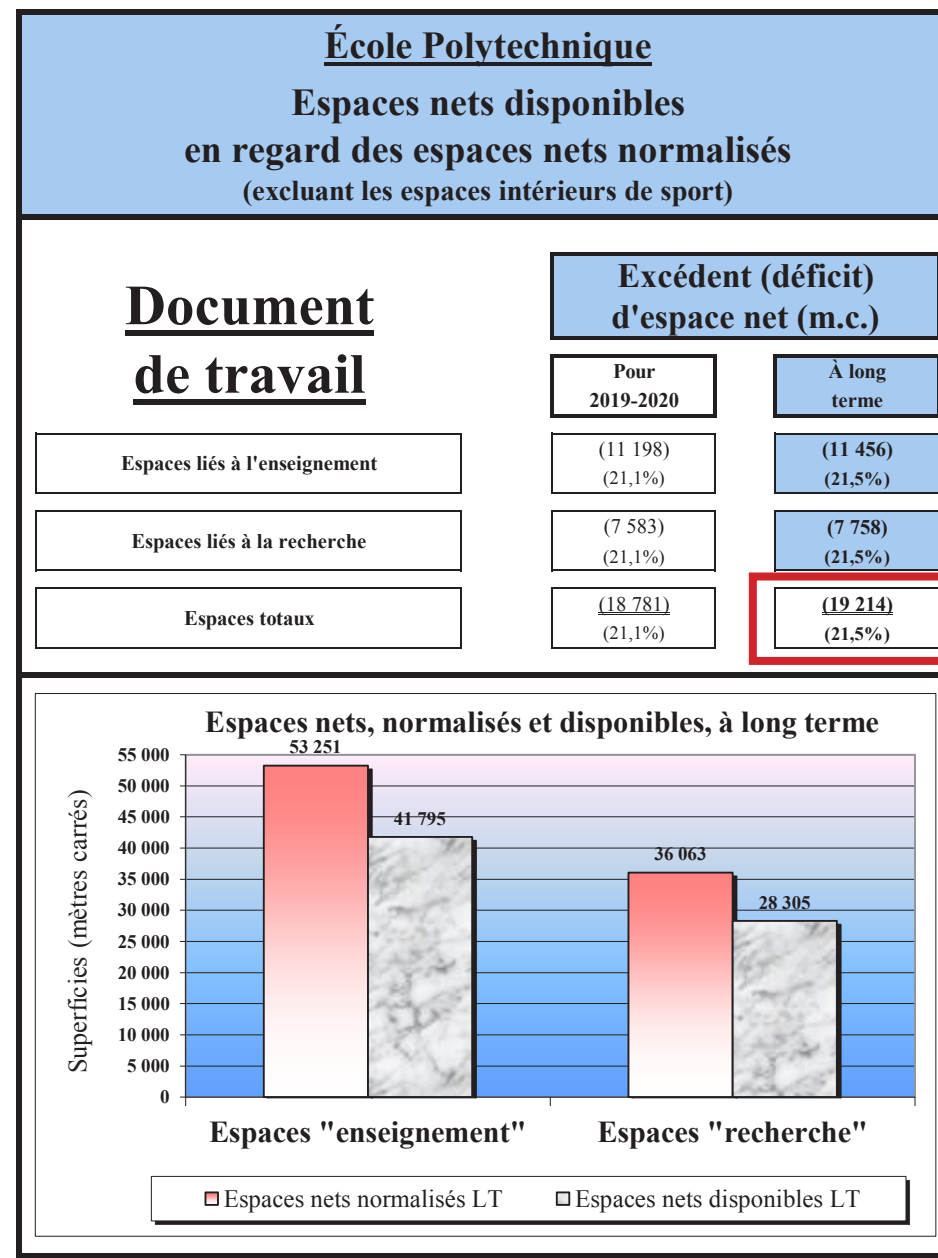 École Polytechnique
Espaces nets disponibles
en regard des espaces nets normalisés
(excluant les espaces intérieurs de sport)
Document
de travail
Excédent (déficit)
d'espace net (m.c.)
Pour
2019-2020
À long
terme
Espaces liés à l'enseignement
(11 198)
(21,1%)
(11 456)
(21,5%)
Espaces liés à la recherche
(7 583)
(21,1%)
(7 758)
(21,5%)
Espaces totaux
(18 781)
(21,1%)
(19 214)
(21,5%)
Espaces nets, normalisés et disponibles, à long terme
Superficies (mètres carrés)
55 000
50 000
45 000
40 000
35 000
30 000
25 000
20 000
15 000
10 000
5 000
0
53 251
41 795
36 063
28 305
Espaces "enseignement"
Espaces "recherche"
Espaces nets normalisés LT
Espaces nets disponibles LT